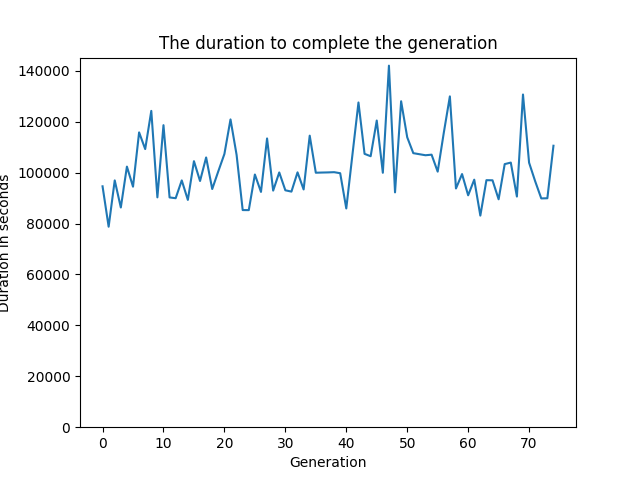 The duration to complete the generation
140000
120000
100000
80000
60000
40000
20000
0
Duration in seconds
0 10 20 30 40 50 60 70
Generation